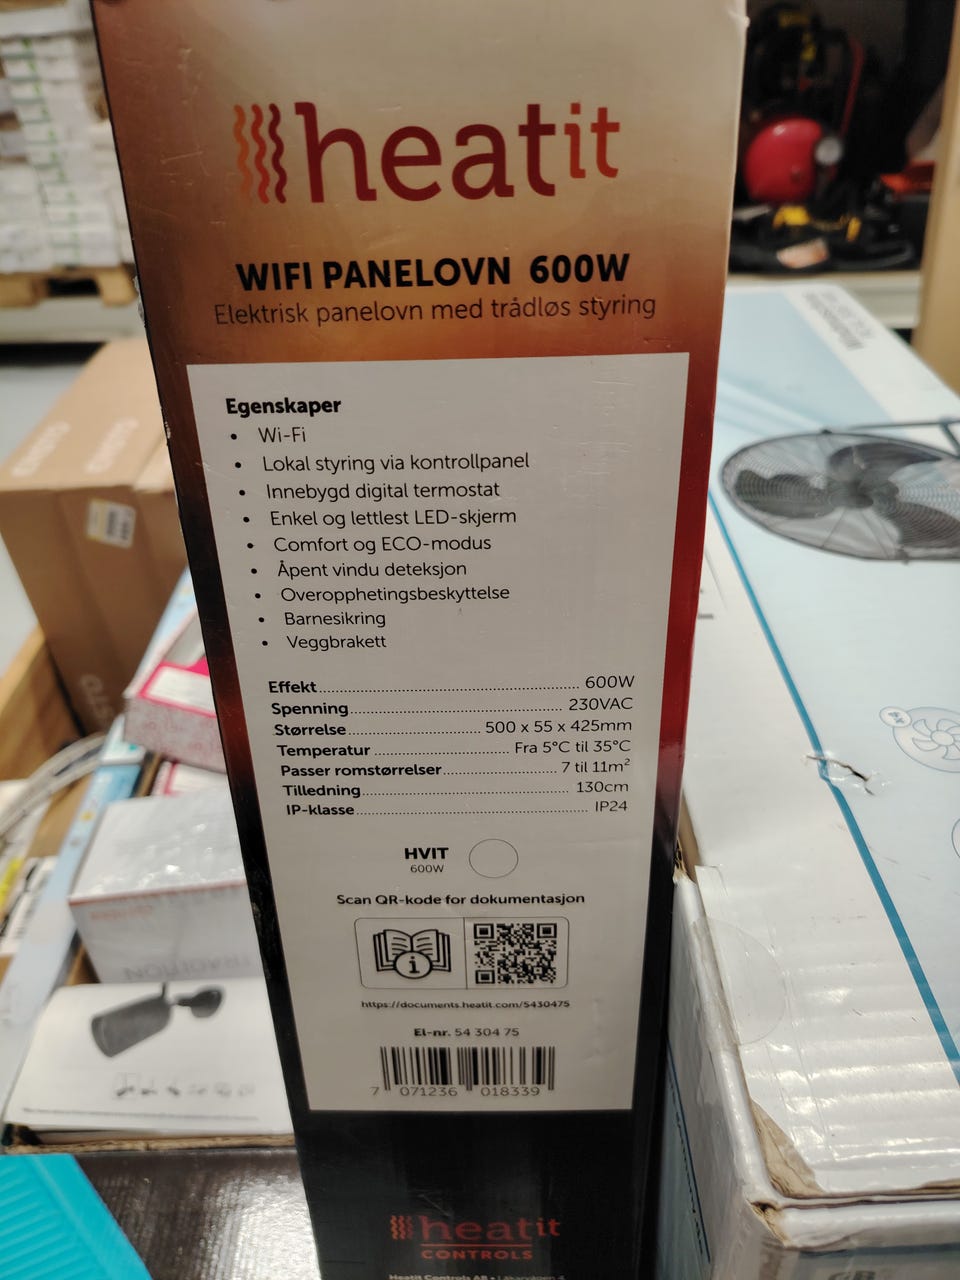 heatit
WIFI PANELOVN 600W
Elektrisk panelovn med trådløs styring
Egenskaper
• Wi-Fi
• Lokal styring via kontrollpanel
• Innebygd digital termostat
• Enkel og lettlest LED-skjerm
• Comfort og ECO-modus
• Åpent vindu deteksjon
• Overopphetingsbeskyttelse
• Barnesikring
• Veggbrakett
Effekt 600W
Spenning 230VAC
Størrelse 500 x 55 x 425mm
Temperatur Fra 5°C til 35°C
Passer romstørrelser 7 til 11m²
Tilledning 130cm
IP-klasse IP24
HVIT
600W
Scan QR-kode for dokumentasjon
https://documents.heatit.com/5430475
El-nr. 54 304 75
7 071236 018339
heatit
CONTROLS
Heatit Controls AB •
TRADITION